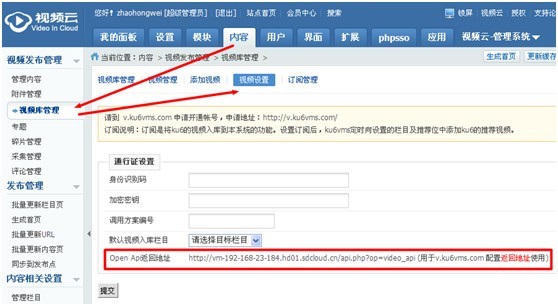 视频云
Video in Cloud
您好！zhaohongwei [超级管理员] [退出] 站点首页 会员中心 搜索
锁屏 视频云 授权 支持
我的面板 设置 模块 内容 用户 界面 扩展 phpsso 应用 视频云-管理系统
当前位置：内容 > 视频发布管理 > 视频库管理 >
生成首页 更新缓存
视频发布管理
管理内容
附件管理
视频库管理
专题
碎片管理
采集管理
评论管理
发布管理
批量更新栏目页
生成首页
批量更新URL
批量更新内容页
同步到发布点
内容相关设置
管理栏目
视频库管理 视频管理 添加视频 视频设置 订阅管理
请到 v.ku6vms.com 申请开通帐号，申请地址：http://v.ku6vms.com/
订阅说明：订阅是将ku6的视频入库到本系统的功能。设置订阅后，ku6vms定时向设置的栏目及推荐位中添加ku6的推荐视频。
通行证设置
身份识别码
加密密钥
调用方案编号
默认视频入库栏目 请选择目标栏目
Open Api返回地址 http://vm-192-168-23-184.hd01.sdcloud.cn/api.php?op=video_api (用于v.ku6vms.com 配置返回地址使用)
提交